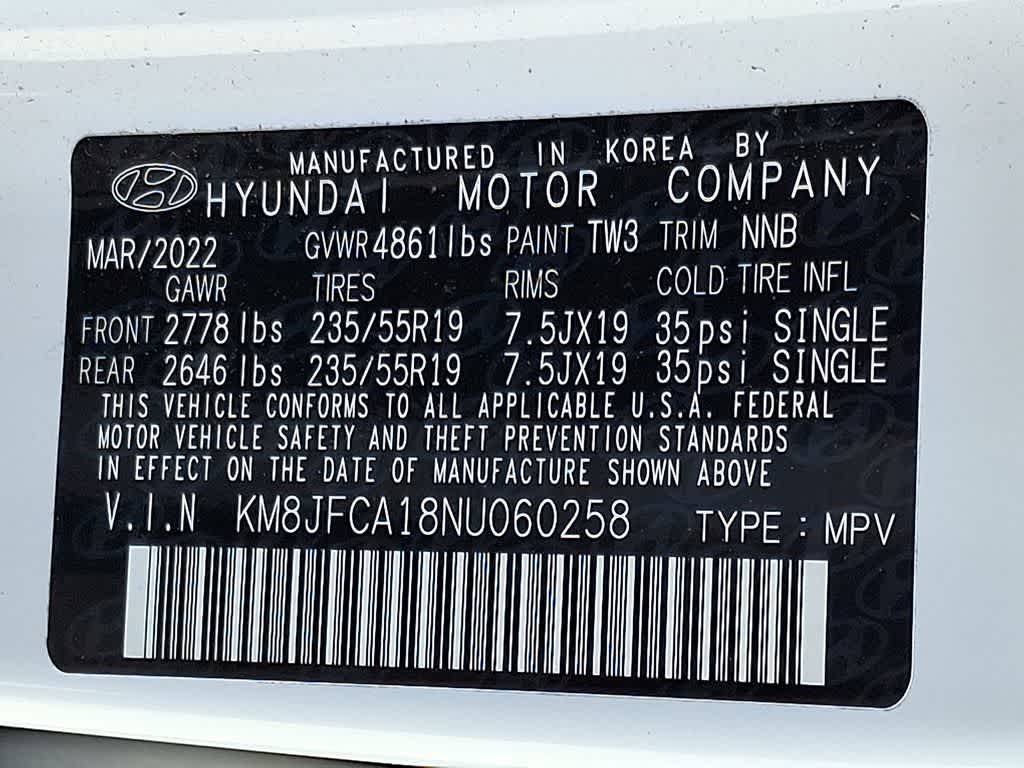 MANUFACTURED IN KOREA BY
HYUNDAI MOTOR COMPANY
MAR/2022 GVWR 4861lbs PAINT TW3 TRIM NNB
GAWR TIRES RIMS COLD TIRE INFL
FRONT 2778 lbs 235/55R19 7.5JX19 35psi SINGLE
REAR 2646 lbs 235/55R19 7.5JX19 35psi SINGLE
THIS VEHICLE CONFORMS TO ALL APPLICABLE U.S.A. FEDERAL
MOTOR VEHICLE SAFETY AND THEFT PREVENTION STANDARDS
IN EFFECT ON THE DATE OF MANUFACTURE SHOWN ABOVE
V.I.N KM8JFCA18NU060258 TYPE : MPV